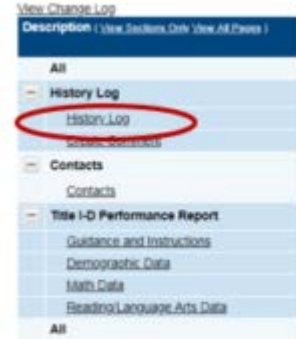 View Change Log
Description ( View Sections Only View All Pages )
All
History Log
History Log
Create Comment
Contacts
Contacts
Title I-D Performance Report
Guidance and Instructions
Demographic Data
Math Data
Reading/Language Arts Data
All